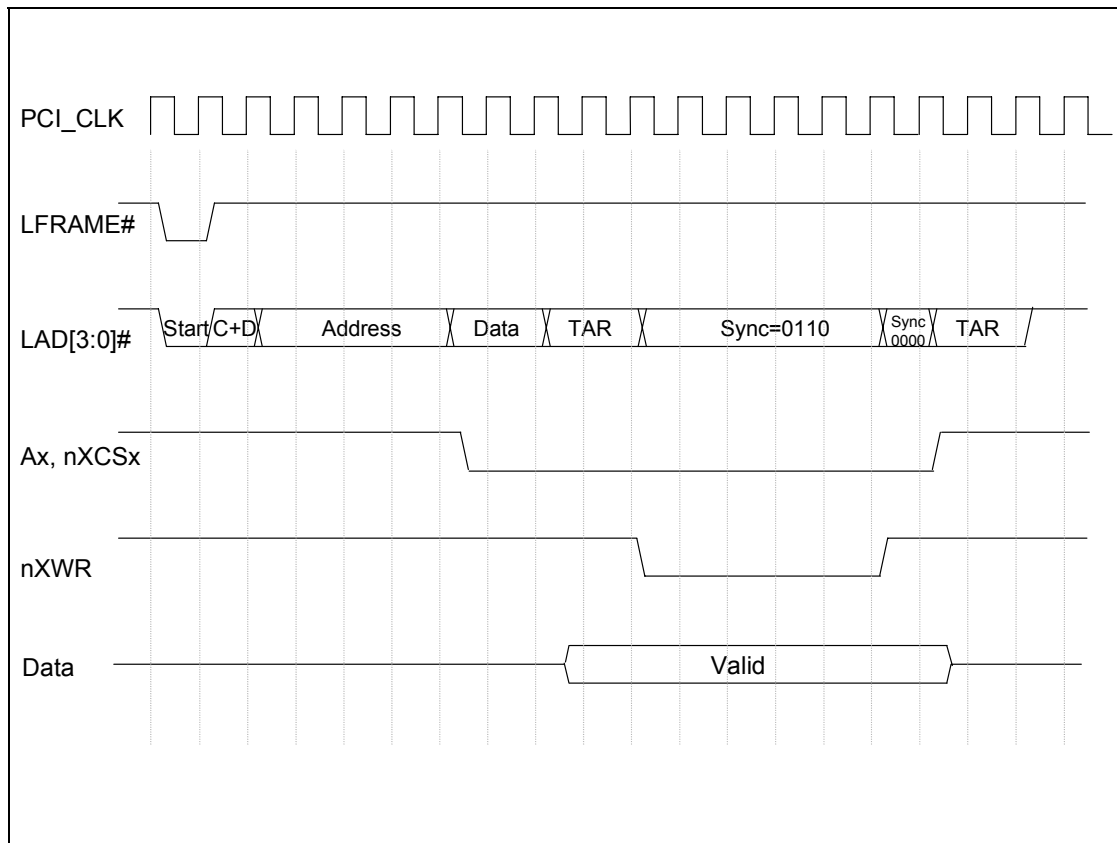 PCI_CLK
LFRAME#
LAD[3:0]#
Start
C+D
Address
Data
TAR
Sync=0110
Sync
0000
TAR
Ax, nXCSx
nXWR
Data
Valid